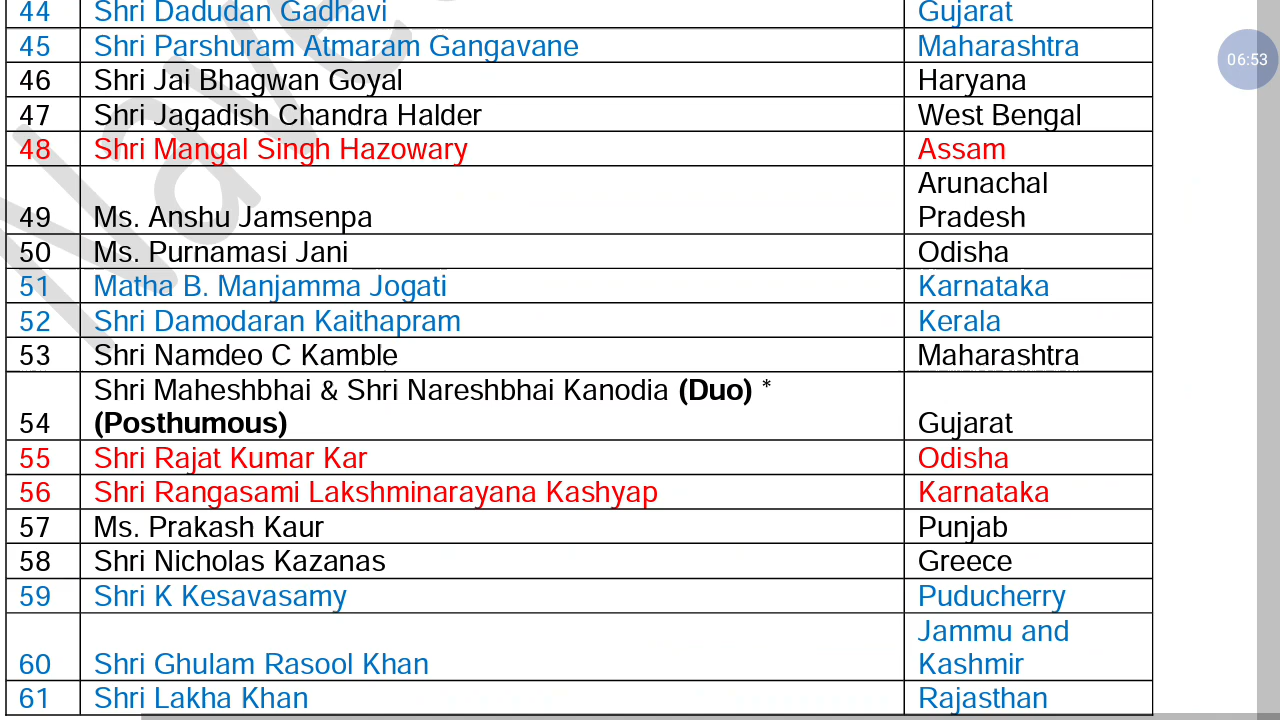 44 Shri Dadudan Gadhavi Gujarat
45 Shri Parshuram Atmaram Gangavane Maharashtra
46 Shri Jai Bhagwan Goyal Haryana
47 Shri Jagadish Chandra Halder West Bengal
48 Shri Mangal Singh Hazowary Assam
Arunachal
49 Ms. Anshu Jamsenpa Pradesh
50 Ms. Purnamasi Jani Odisha
51 Matha B. Manjamma Jogati Karnataka
52 Shri Damodaran Kaithapram Kerala
53 Shri Namdeo C Kamble Maharashtra
Shri Maheshbhai & Shri Nareshbhai Kanodia (Duo) *
54 (Posthumous) Gujarat
55 Shri Rajat Kumar Kar Odisha
56 Shri Rangasami Lakshminarayana Kashyap Karnataka
57 Ms. Prakash Kaur Punjab
58 Shri Nicholas Kazanas Greece
59 Shri K Kesavasamy Puducherry
Jammu and
60 Shri Ghulam Rasool Khan Kashmir
61 Shri Lakha Khan Rajasthan
06:53